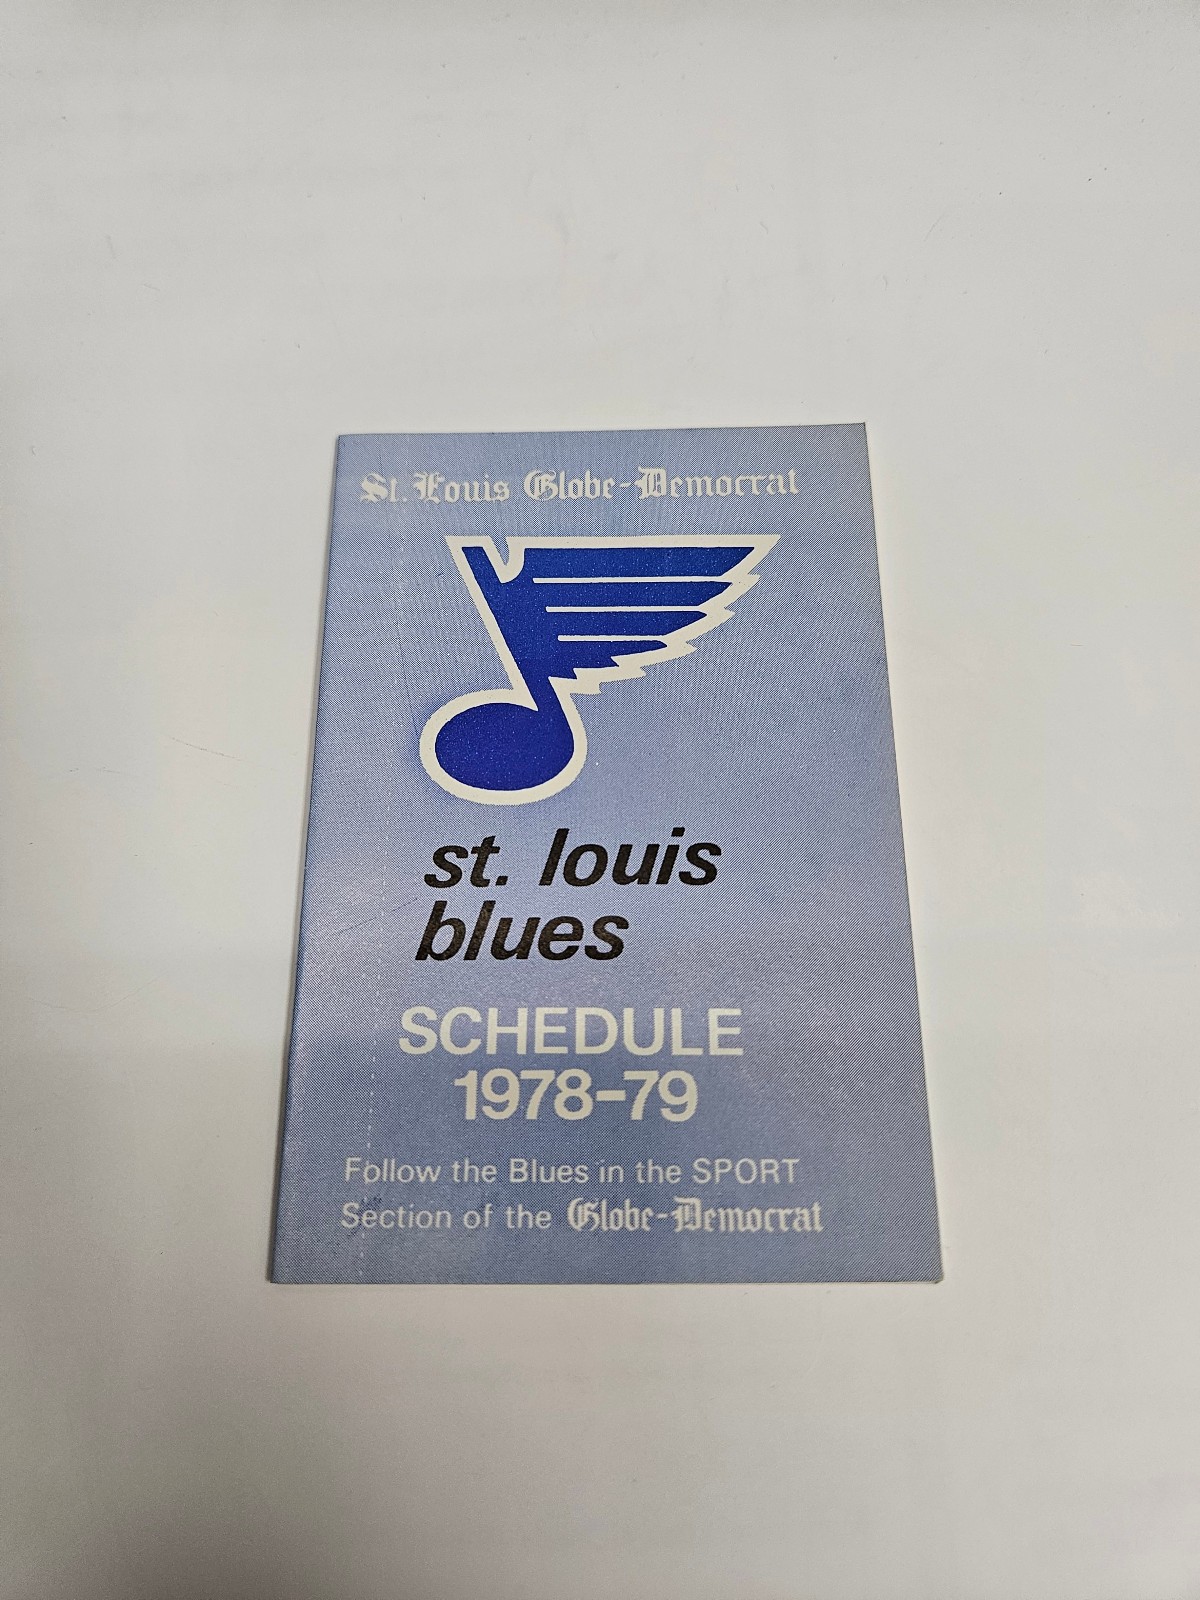 St. Louis Globe-Democrat
st. louis
blues
SCHEDULE
1978-79
Follow the Blues in the SPORT
Section of the Globe-Democrat